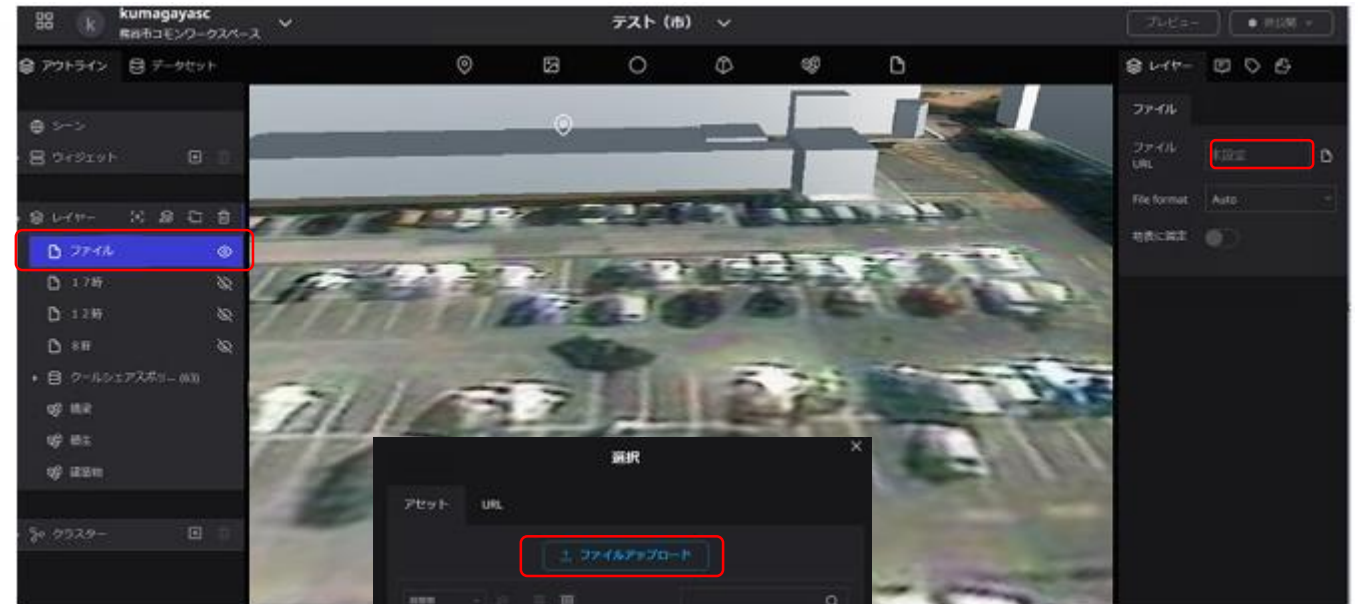 k
kumagayasc
熊谷市コモンワークスペース
テスト（市）
プレビュー
非公開
アウトライン
データセット
レイヤー
シーン
ウィジェット
レイヤー
ファイル
１７時
１２時
８時
クールシェアスポット
橋梁
植生
建築物
クラスター
ファイル
ファイル
URL
未設定
File format
Auto
地表に固定
選択
アセット
URL
ファイルアップロード
時間順